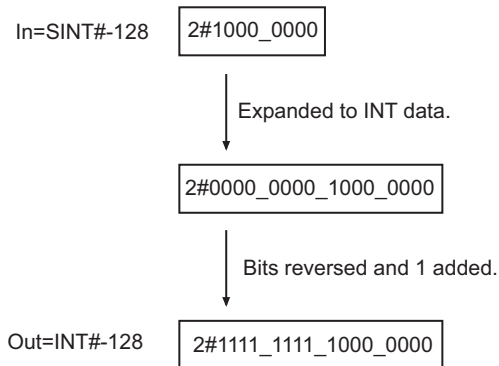 In=SINT#-128 2#1000_0000
Expanded to INT data.
2#0000_0000_1000_0000
Bits reversed and 1 added.
Out=INT#-128 2#1111_1111_1000_0000